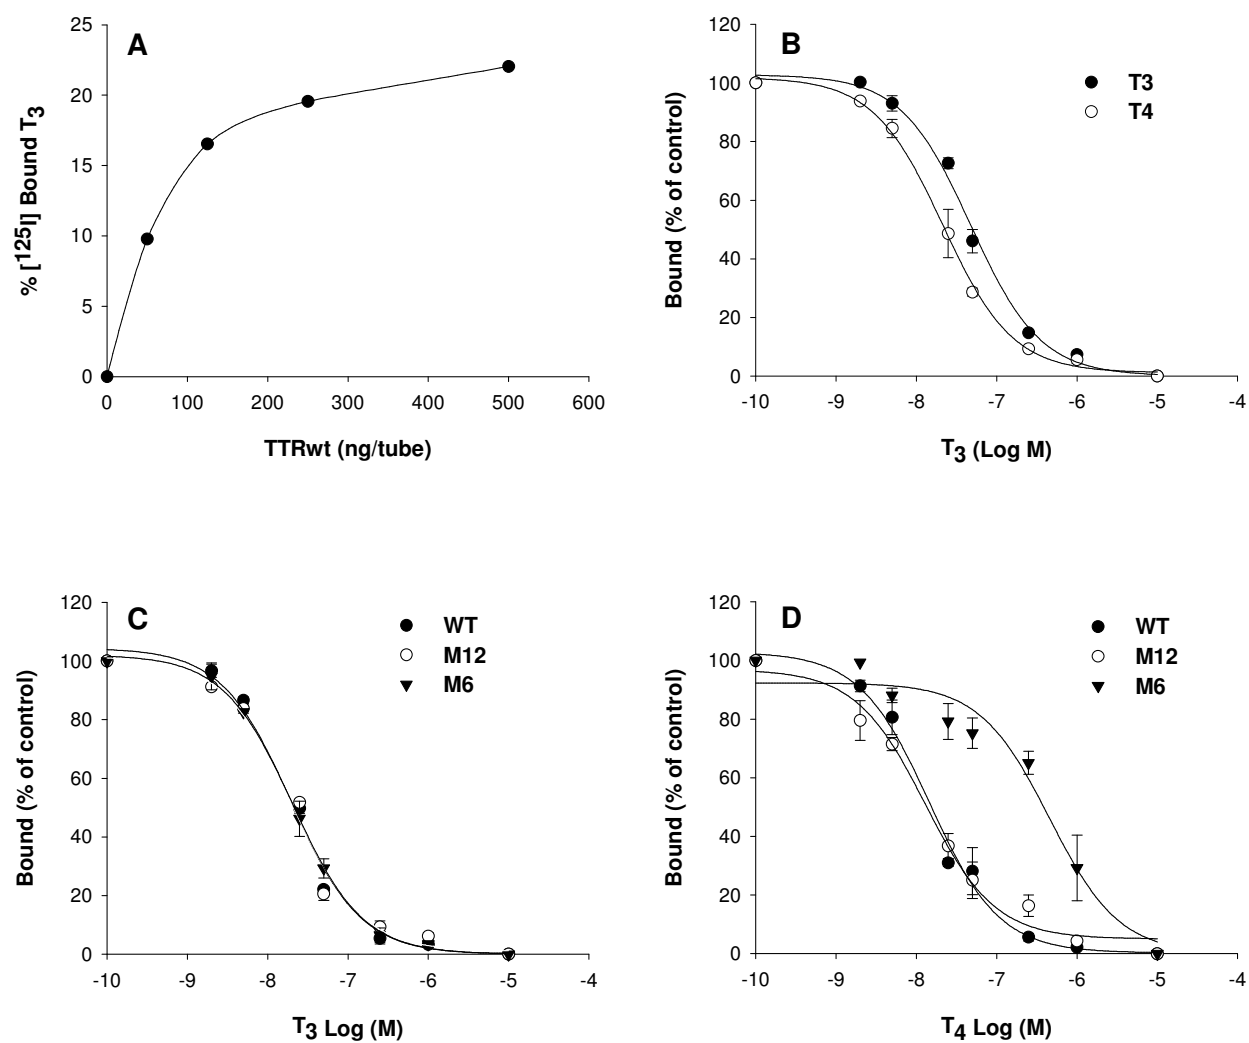 A
25
20
15
10
5
0
0 100 200 300 400 500 600
% [125I] Bound T3
TTRwt (ng/tube)
B
T3
T4
120
100
80
60
40
20
0
-10 -9 -8 -7 -6 -5 -4
Bound (% of control)
T3 (Log M)
C
WT
M12
M6
120
100
80
60
40
20
0
-10 -9 -8 -7 -6 -5 -4
Bound (% of control)
T3 Log (M)
D
WT
M12
M6
120
100
80
60
40
20
0
-10 -9 -8 -7 -6 -5 -4
Bound (% of control)
T4 Log (M)